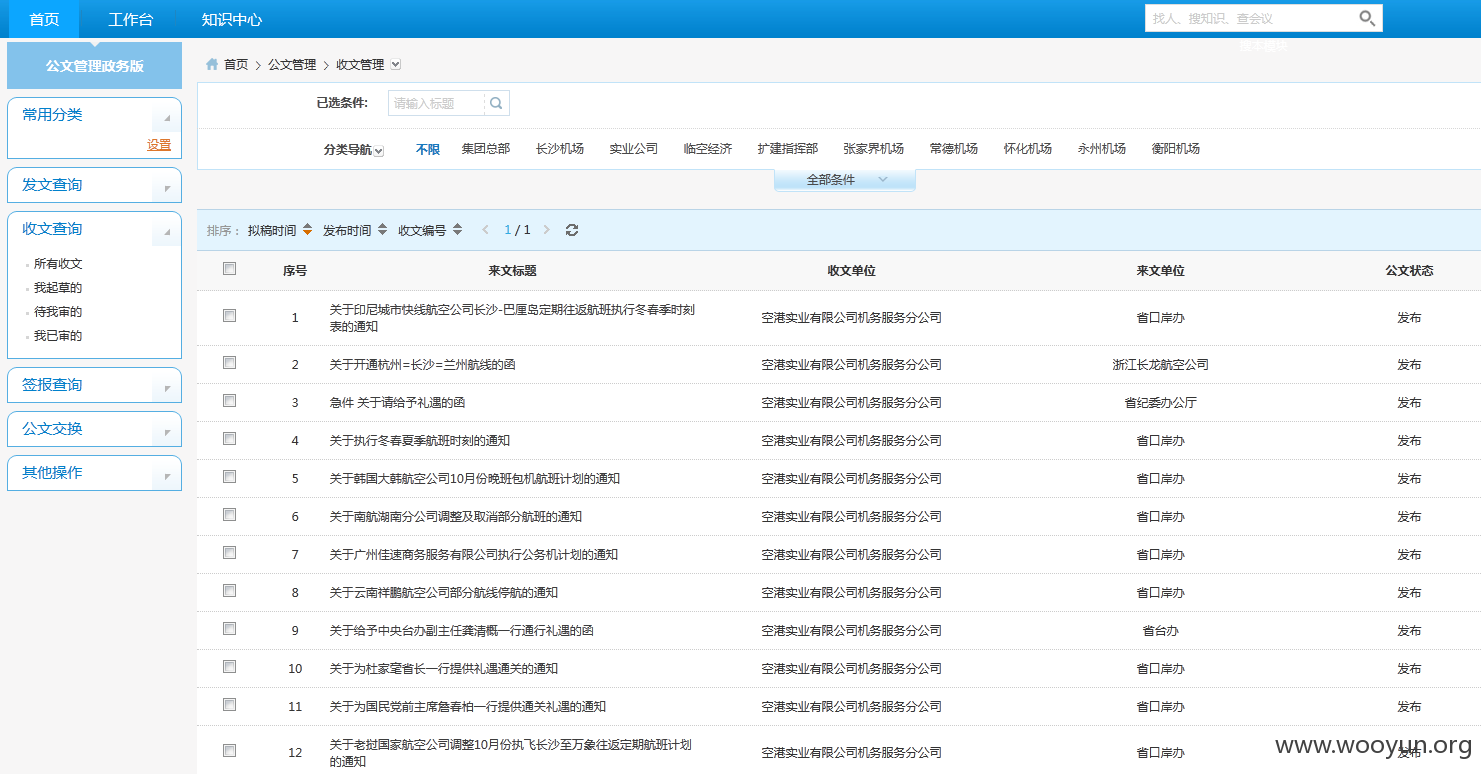 首页 工作台 知识中心 找人、搜知识、查会议
搜本模块
公文管理政务版
常用分类
设置
发文查询
收文查询
所有收文
我起草的
待我审的
我已审的
签报查询
公文交换
其他操作
首页 > 公文管理 > 收文管理
已选条件: 请输入标题
分类导航 不限 集团总部 长沙机场 实业公司 临空经济 扩建指挥部 张家界机场 常德机场 怀化机场 永州机场 衡阳机场
全部条件
排序: 拟稿时间 发布时间 收文编号 < 1 / 1 >
序号 来文标题 收文单位 来文单位 公文状态
1 关于印尼城市快线航空公司长沙-巴厘岛定期往返航班执行冬春季时刻
表的通知 空港实业有限公司机务服务分公司 省口岸办 发布
2 关于开通杭州=长沙=兰州航线的函 空港实业有限公司机务服务分公司 浙江长龙航空公司 发布
3 急件 关于请给予礼遇的函 空港实业有限公司机务服务分公司 省纪委办公厅 发布
4 关于执行冬春夏季航班时刻的通知 空港实业有限公司机务服务分公司 省口岸办 发布
5 关于韩国大韩航空公司10月份晚班包机航班计划的通知 空港实业有限公司机务服务分公司 省口岸办 发布
6 关于南航湖南分公司调整及取消部分航班的通知 空港实业有限公司机务服务分公司 省口岸办 发布
7 关于广州佳速商务服务有限公司执行公务机计划的通知 空港实业有限公司机务服务分公司 省口岸办 发布
8 关于云南祥鹏航空公司部分航线停航的通知 空港实业有限公司机务服务分公司 省口岸办 发布
9 关于给予中央台办副主任龚清概一行通行礼遇的函 空港实业有限公司机务服务分公司 省台办 发布
10 关于为杜家毫省长一行提供礼遇通关的通知 空港实业有限公司机务服务分公司 省口岸办 发布
11 关于为国民党前主席詹春柏一行提供通关礼遇的通知 空港实业有限公司机务服务分公司 省口岸办 发布
12 关于老挝国家航空公司调整10月份执飞长沙至万象往返定期航班计划
的通知 空港实业有限公司机务服务分公司 省口岸办 发布
www.wooyun.org